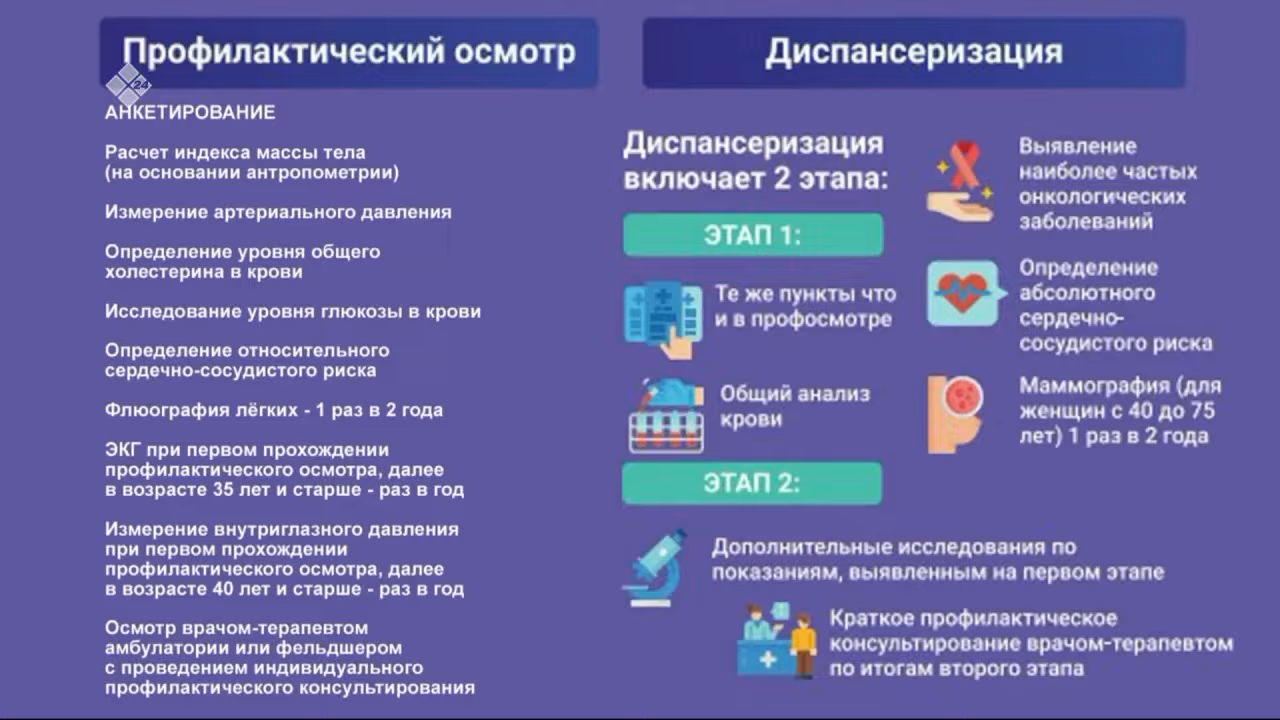 Профилактический осмотр
АНКЕТИРОВАНИЕ
Расчет индекса массы тела
(на основании антропометрии)
Измерение артериального давления
Определение уровня общего
холестерина в крови
Исследование уровня глюкозы в крови
Определение относительного
сердечно-сосудистого риска
Флюография лёгких - 1 раз в 2 года
ЭКГ при первом прохождении
профилактического осмотра, далее
в возрасте 35 лет и старше - раз в год
Измерение внутриглазного давления
при первом прохождении
профилактического осмотра, далее
в возрасте 40 лет и старше - раз в год
Осмотр врачом-терапевтом
амбулатории или фельдшером
с проведением индивидуального
профилактического консультирования
Диспансеризация
Диспансеризация
включает 2 этапа:
ЭТАП 1:
Те же пункты что
и в профосмотре
Общий анализ
крови
Выявление
наиболее частых
онкологических
заболеваний
Определение
абсолютного
сердечно-
сосудистого риска
Маммография (для
женщин с 40 до 75
лет) 1 раз в 2 года
ЭТАП 2:
Дополнительные исследования по
показаниям, выявленным на первом этапе
Краткое профилактическое
консультирование врачом-терапевтом
по итогам второго этапа